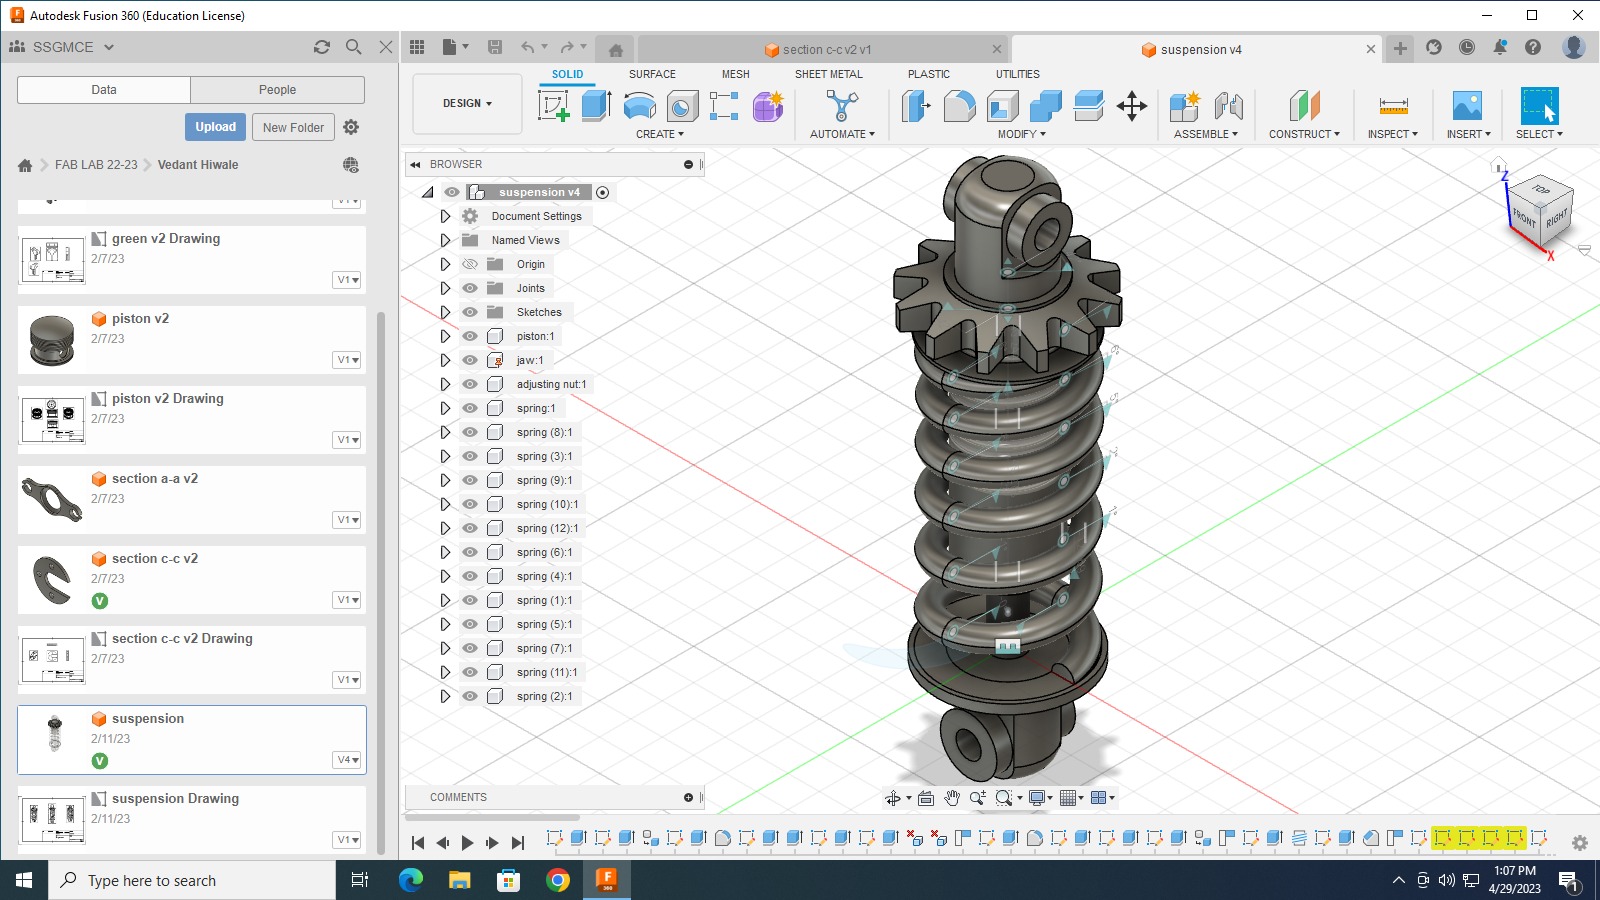 Autodesk Fusion 360 (Education License)
SSGMCE
section c-c v2 v1
suspension v4
Data
People
Upload
New Folder
FAB LAB 22-23
Vedant Hiwale
green v2 Drawing
2/7/23
V1
piston v2
2/7/23
V1
piston v2 Drawing
2/7/23
V1
section a-a v2
2/7/23
V1
section c-c v2
2/7/23
V
V1
section c-c v2 Drawing
2/7/23
V1
suspension
2/11/23
V
V4
suspension Drawing
2/11/23
V1
DESIGN
SOLID
SURFACE
MESH
SHEET METAL
PLASTIC
UTILITIES
CREATE
AUTOMATE
MODIFY
ASSEMBLE
CONSTRUCT
INSPECT
INSERT
SELECT
BROWSER
suspension v4
Document Settings
Named Views
Origin
Joints
Sketches
piston:1
jaw:1
adjusting nut:1
spring:1
spring (8):1
spring (3):1
spring (9):1
spring (10):1
spring (12):1
spring (6):1
spring (4):1
spring (1):1
spring (5):1
spring (7):1
spring (11):1
spring (2):1
Z
TOP
FRONT
RIGHT
X
COMMENTS
Type here to search
F
360
1:07 PM
4/29/2023
1